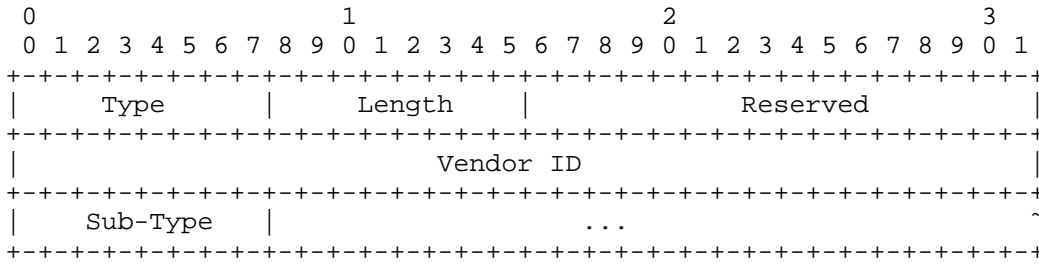 0                   1                   2                   3
 0 1 2 3 4 5 6 7 8 9 0 1 2 3 4 5 6 7 8 9 0 1 2 3 4 5 6 7 8 9 0 1
+-+-+-+-+-+-+-+-+-+-+-+-+-+-+-+-+-+-+-+-+-+-+-+-+-+-+-+-+-+-+-+-+
|     Type      |     Length    |             Reserved          |
+-+-+-+-+-+-+-+-+-+-+-+-+-+-+-+-+-+-+-+-+-+-+-+-+-+-+-+-+-+-+-+-+
|                          Vendor ID                            |
+-+-+-+-+-+-+-+-+-+-+-+-+-+-+-+-+-+-+-+-+-+-+-+-+-+-+-+-+-+-+-+-+
|    Sub-Type   |                   ...                         ~
+-+-+-+-+-+-+-+-+-+-+-+-+-+-+-+-+-+-+-+-+-+-+-+-+-+-+-+-+-+-+-+-+